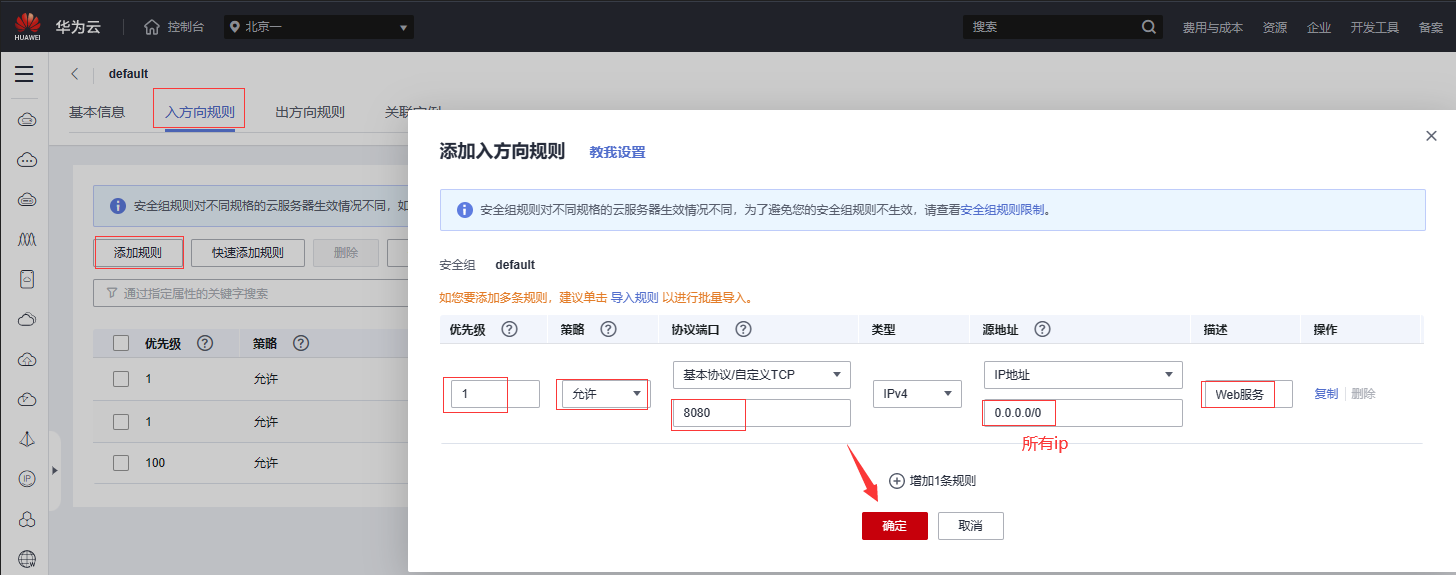 HUAWEI
华为云
控制台
北京一
搜索
费用与成本 资源 企业 开发工具 备案
default
基本信息 入方向规则 出方向规则
安全组规则对不同规格的云服务器生效情况不同，如
添加规则 快速添加规则 删除
通过指定属性的关键字搜索
优先级 策略
1 允许
1 允许
100 允许
IP
添加入方向规则 教我设置
安全组规则对不同规格的云服务器生效情况不同，为了避免您的安全组规则不生效，请查看安全组规则限制。
安全组 default
如您要添加多条规则，建议单击 导入规则 以进行批量导入。
优先级 策略 协议端口 类型 源地址 描述 操作
基本协议/自定义TCP IP地址
1 允许 IPv4 Web服务 复制 删除
8080 0.0.0.0/0
所有ip
增加1条规则
确定 取消